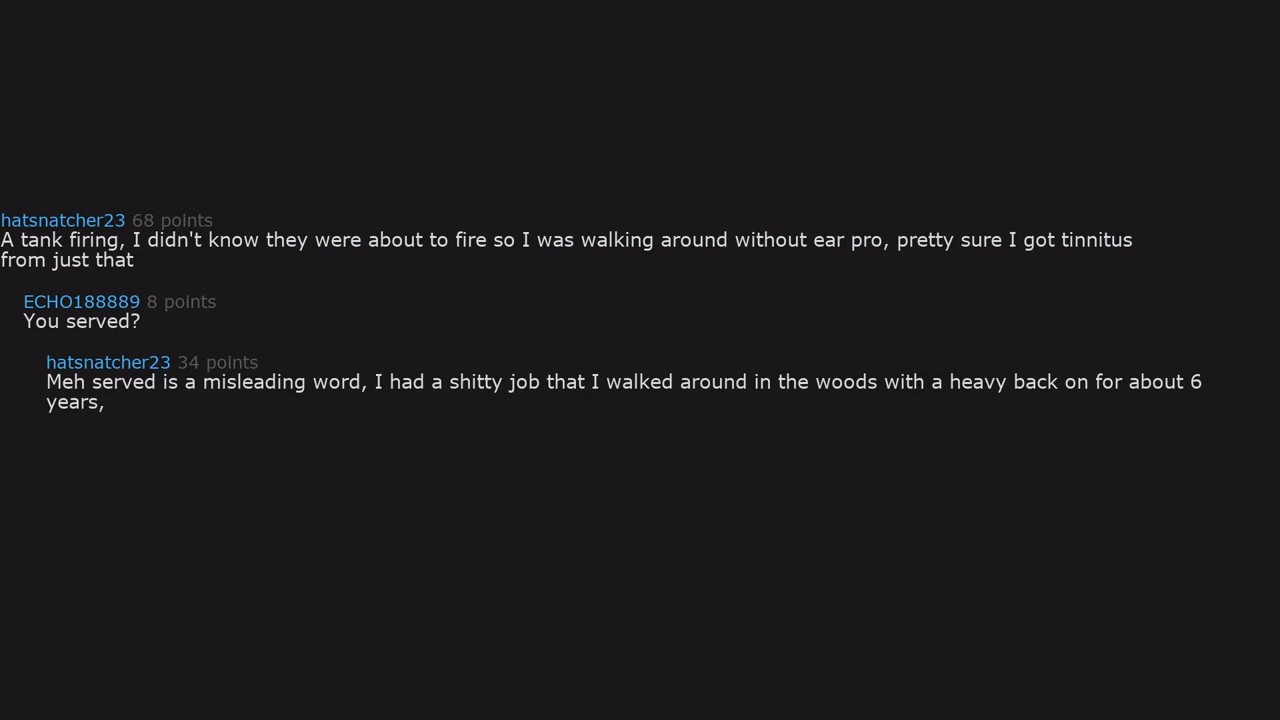 hatsnatcher23 68 points
A tank firing, I didn't know they were about to fire so I was walking around without ear pro, pretty sure I got tinnitus
from just that
ECHO188889 8 points
You served?
hatsnatcher23 34 points
Meh served is a misleading word, I had a shitty job that I walked around in the woods with a heavy back on for about 6
years,